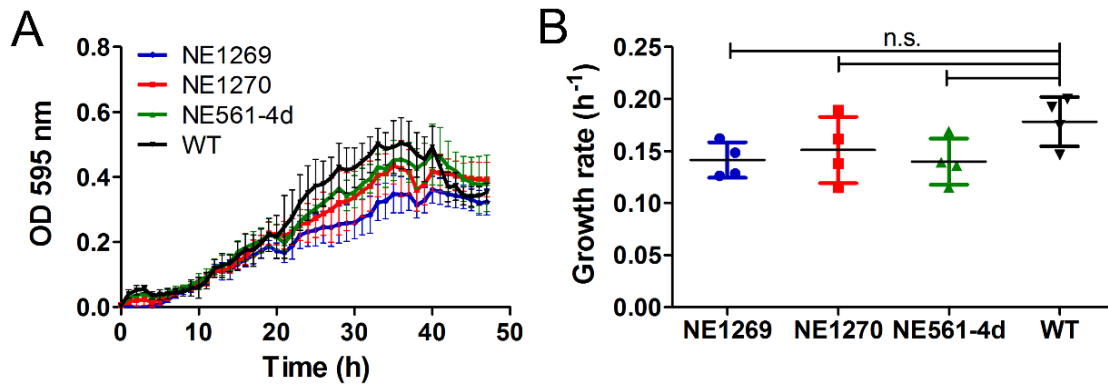 A
OD 595 nm
0.8
0.6
0.4
0.2
0.0
NE1269
NE1270
NE561-4d
WT
0 10 20 30 40 50
Time (h)
B
Growth rate (h⁻¹)
0.25
0.20
0.15
0.10
0.05
0.00
n.s.
NE1269 NE1270 NE561-4d WT